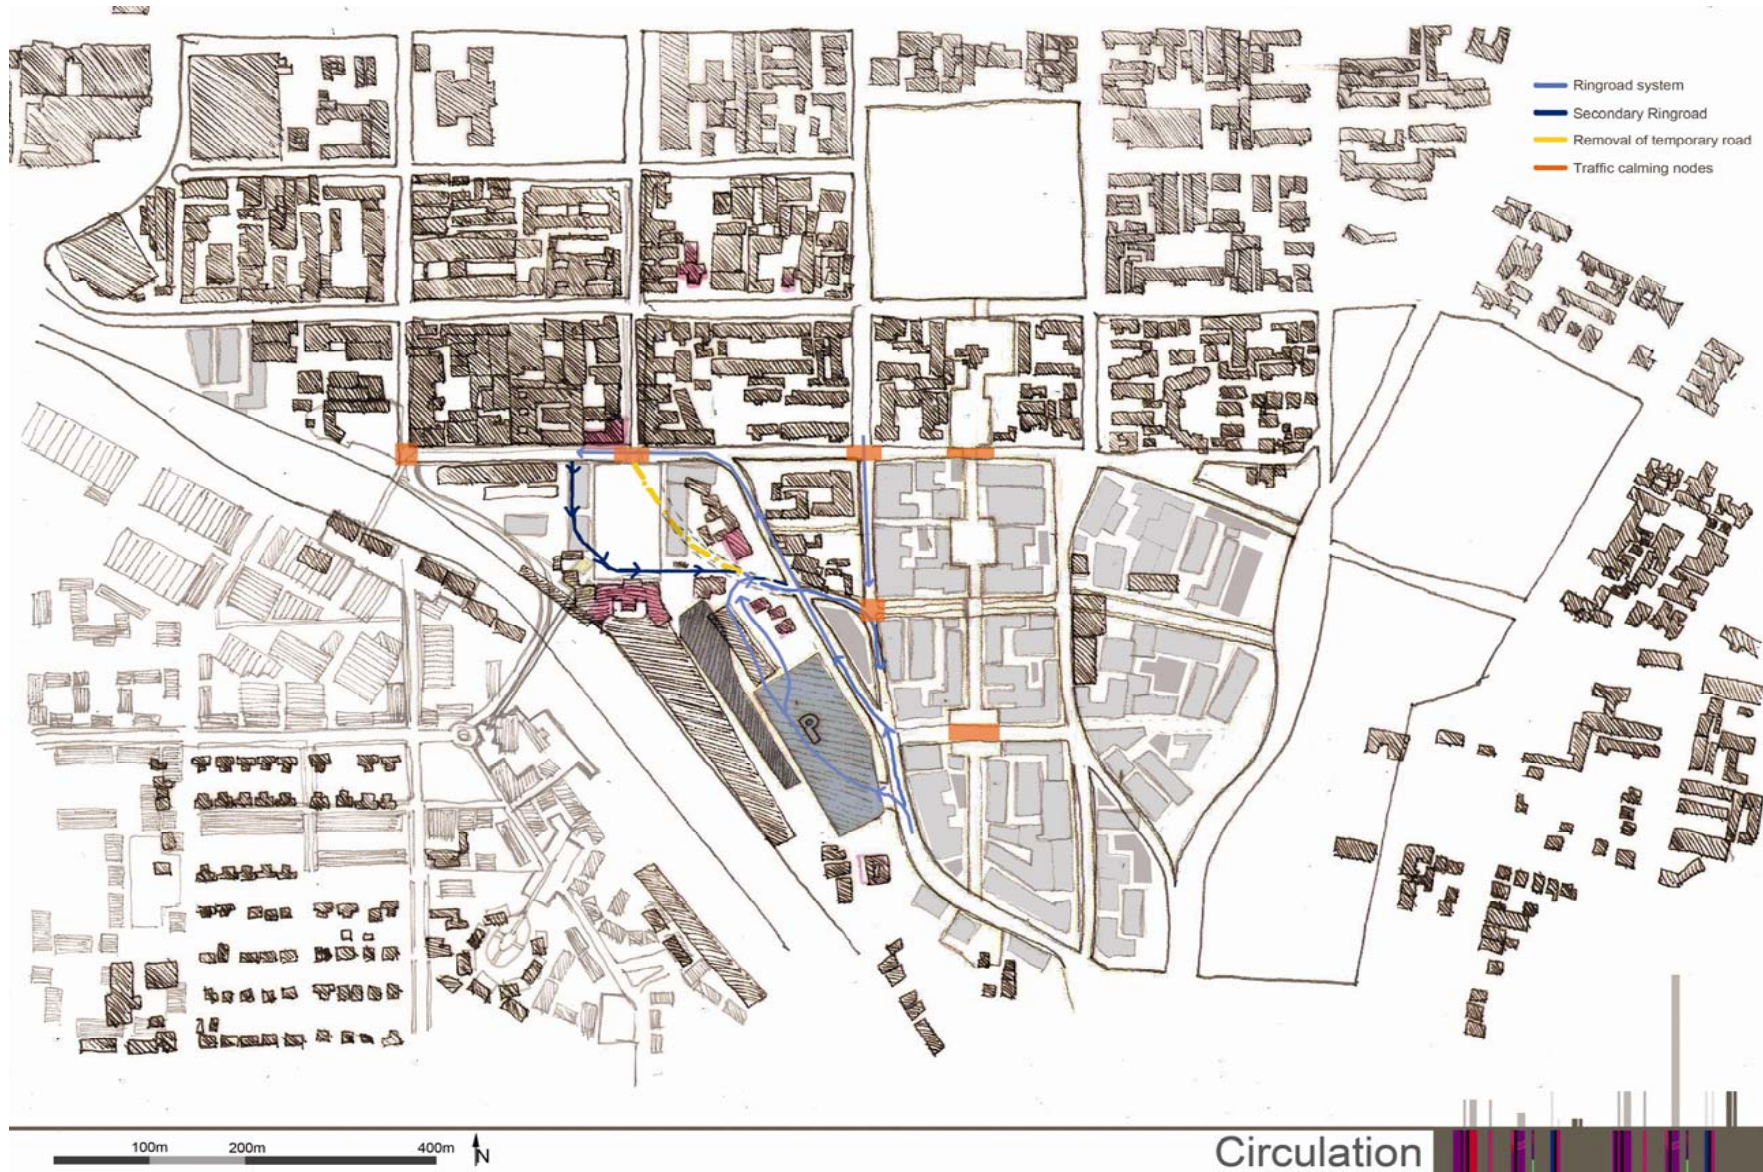 Ringroad system
Secondary Ringroad
Removal of temporary road
Traffic calming nodes
P
100m 200m 400m N
Circulation